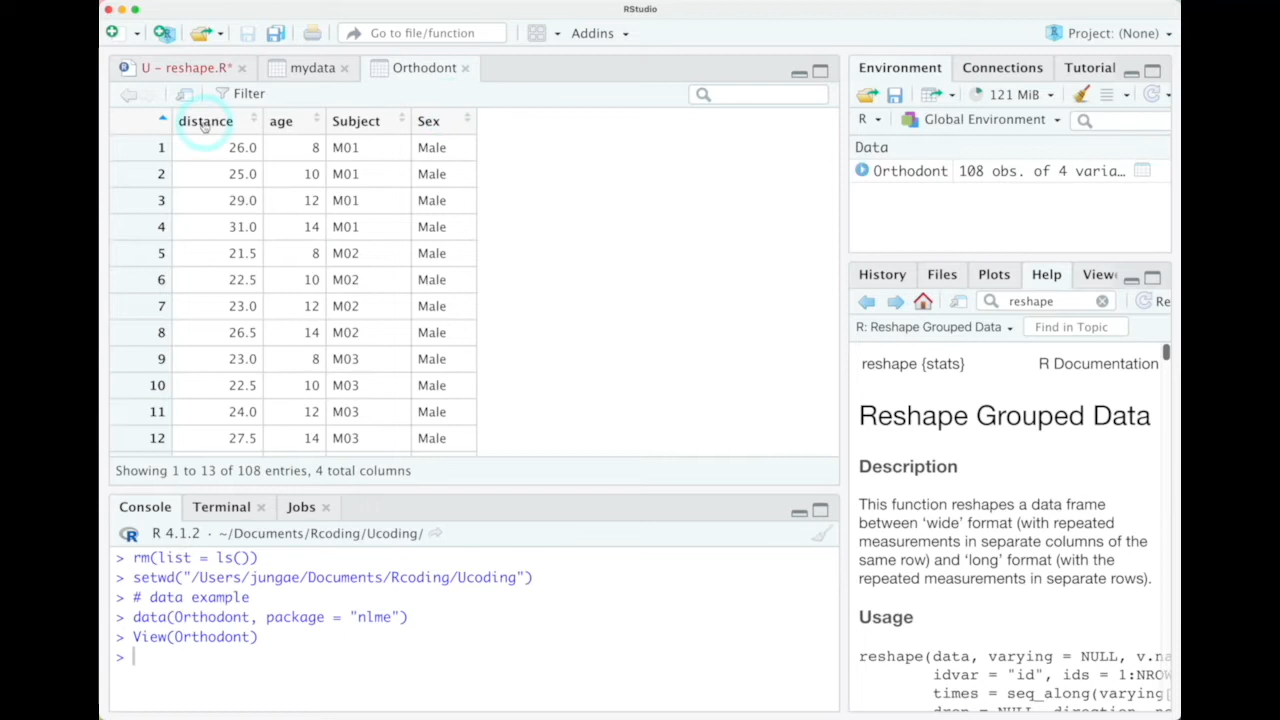 RStudio
Go to file/function
Addins
Project: (None)
U - reshape.R*
mydata
Orthodont
Filter
distance age Subject Sex
1 26.0 8 M01 Male
2 25.0 10 M01 Male
3 29.0 12 M01 Male
4 31.0 14 M01 Male
5 21.5 8 M02 Male
6 22.5 10 M02 Male
7 23.0 12 M02 Male
8 26.5 14 M02 Male
9 23.0 8 M03 Male
10 22.5 10 M03 Male
11 24.0 12 M03 Male
12 27.5 14 M03 Male
Showing 1 to 13 of 108 entries, 4 total columns
Console Terminal Jobs
R 4.1.2 · ~/Documents/Rcoding/Ucoding/
> rm(list = ls())
> setwd("/Users/jungae/Documents/Rcoding/Ucoding")
> # data example
> data(Orthodont, package = "nlme")
> View(Orthodont)
>
Environment Connections Tutorial
121 MiB
R Global Environment
Data
Orthodont 108 obs. of 4 varia…
History Files Plots Help View
reshape
Re
R: Reshape Grouped Data
Find in Topic
reshape {stats} R Documentation
Reshape Grouped Data
Description
This function reshapes a data frame
between ‘wide’ format (with repeated
measurements in separate columns of
the same row) and ‘long’ format (with the
repeated measurements in separate rows).
Usage
reshape(data, varying = NULL, v.na
idvar = "id", ids = 1:NROW
times = seq_along(varying[
drop = NULL, direction,